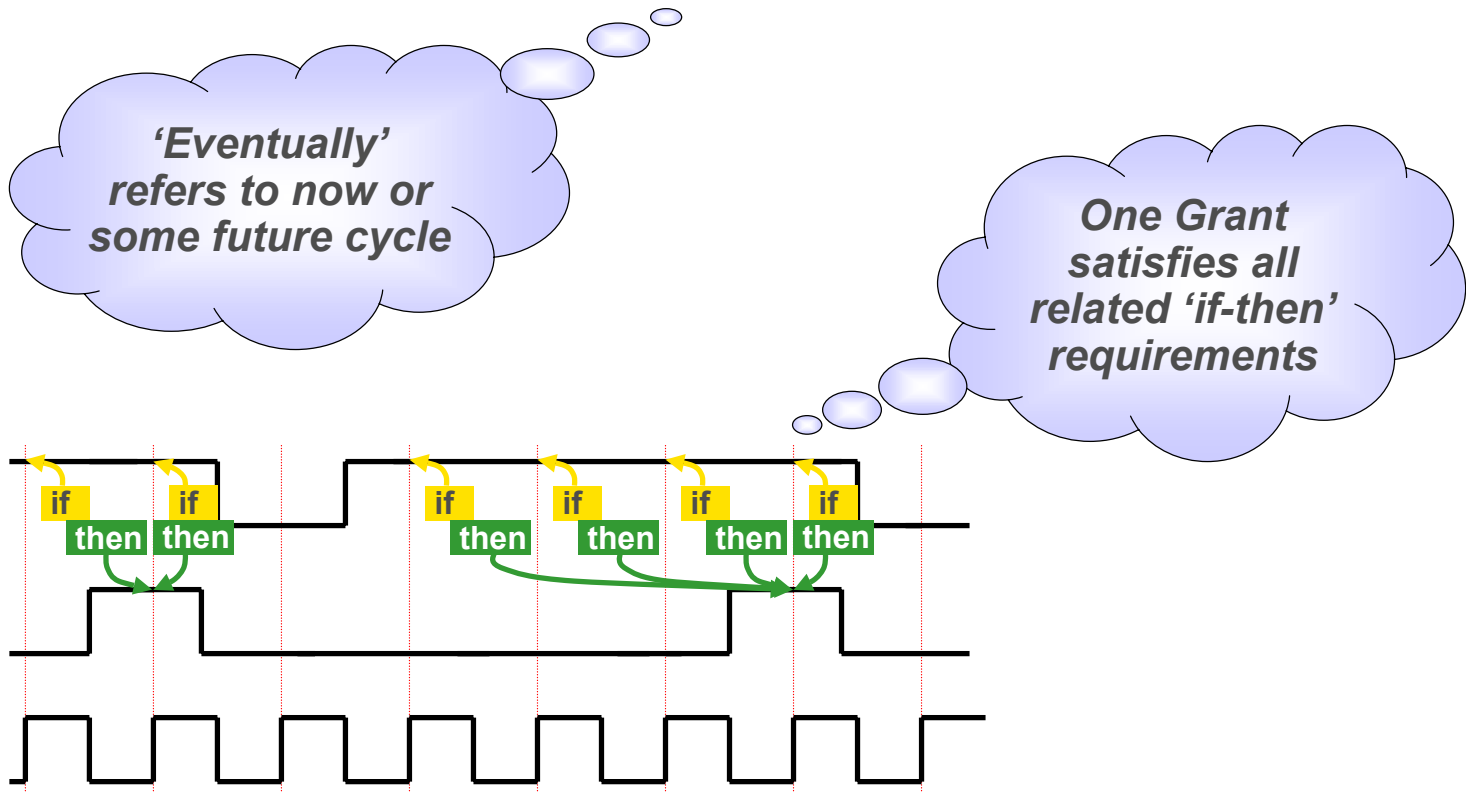 ‘Eventually’
refers to now or
some future cycle
One Grant
satisfies all
related ‘if-then’
requirements
if if if if if if
then then then then then then